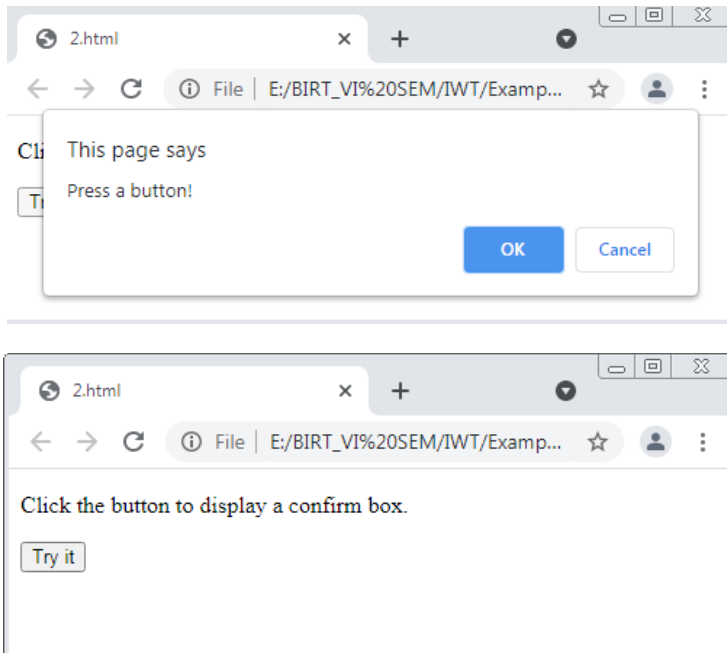 2.html
File E:/BIRT_VI%20SEM/IWT/Examp...
Cli
This page says
Press a button!
OK Cancel
2.html
File E:/BIRT_VI%20SEM/IWT/Examp...
Click the button to display a confirm box.
Try it